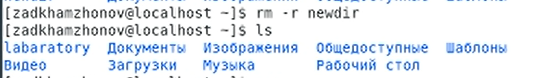 [zadkhamzhonov@localhost ~]$ rm -r newdir
[zadkhamzhonov@localhost ~]$ ls
labaratory Документы Изображения Общедоступные Шаблоны
Видео Загрузки Музыка Рабочий стол